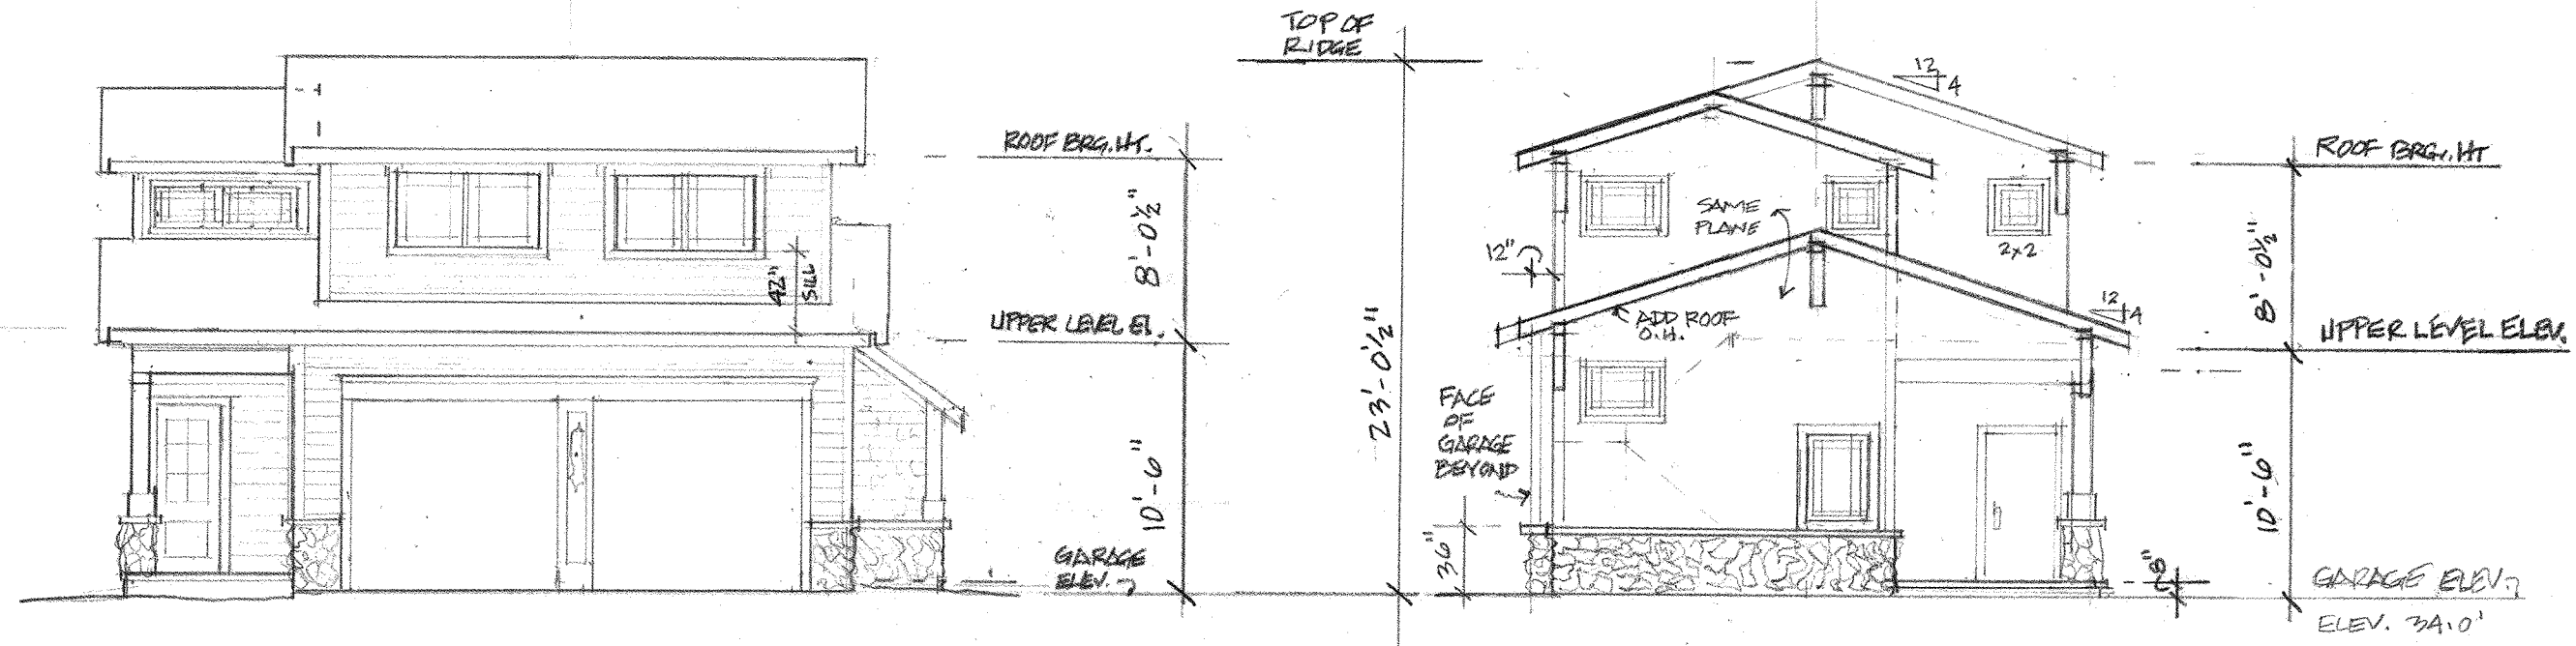 ROOF BRG. HT.
8'-0½"
42"
SILL
UPPER LEVEL El.
10'-6"
GARAGE
ELEV.
TOP OF
RIDGE
23'-0½"
12
4
SAME
PLANE
2x2
12"
ADD ROOF
O.H.
12
4
FACE
OF
GARAGE
BEYOND
36"
8"
ROOF BRG. HT
8'-0½"
UPPER LEVEL ELEV.
10'-6"
GARAGE ELEV.
ELEV. 34.0'